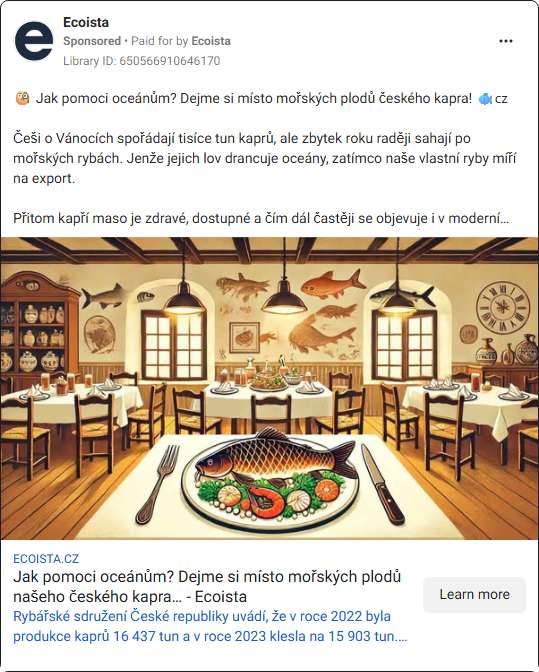 Ecoista
Sponsored • Paid for by Ecoista
Library ID: 650566910646170
Jak pomoci oceánům? Dejme si místo mořských plodů českého kapra! cz
Češi o Vánocích spořádají tisíce tun kaprů, ale zbytek roku raději sahají po
mořských rybách. Jenže jejich lov drancuje oceány, zatímco naše vlastní ryby míří
na export.
Přitom kapří maso je zdravé, dostupné a čím dál častěji se objevuje i v moderní…
ECOISTA.CZ
Jak pomoci oceánům? Dejme si místo mořských plodů
našeho českého kapra… - Ecoista
Learn more
Rybářské sdružení České republiky uvádí, že v roce 2022 byla
produkce kaprů 16 437 tun a v roce 2023 klesla na 15 903 tun.…